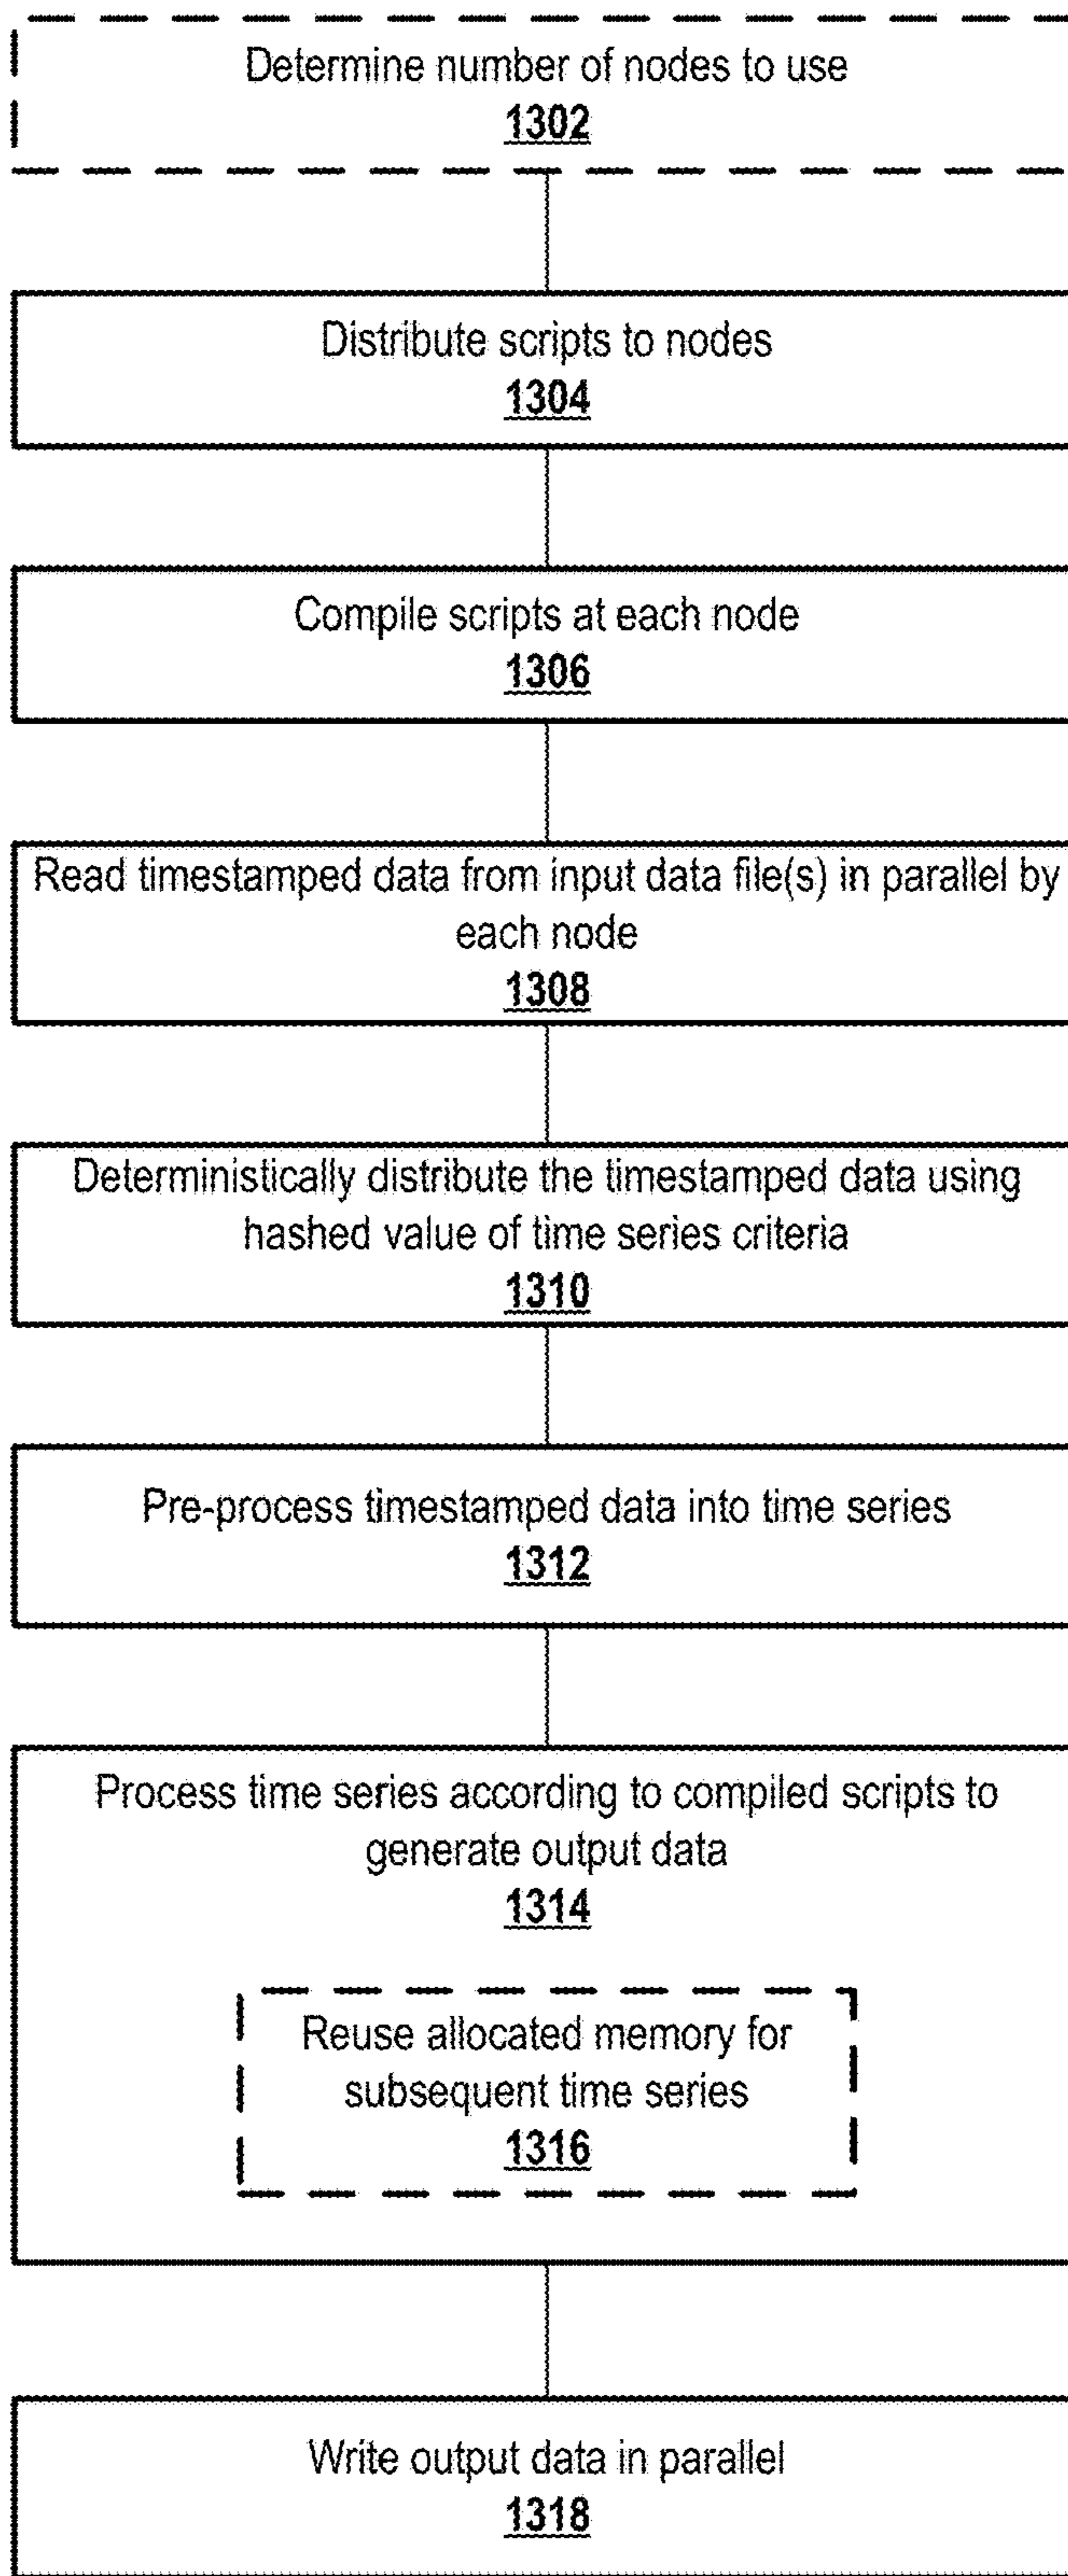 Determine number of nodes to use
1302
Distribute scripts to nodes
1304
Compile scripts at each node
1306
Read timestamped data from input data file(s) in parallel by
each node
1308
Deterministically distribute the timestamped data using
hashed value of time series criteria
1310
Pre-process timestamped data into time series
1312
Process time series according to compiled scripts to
generate output data
1314
Reuse allocated memory for
subsequent time series
1316
Write output data in parallel
1318